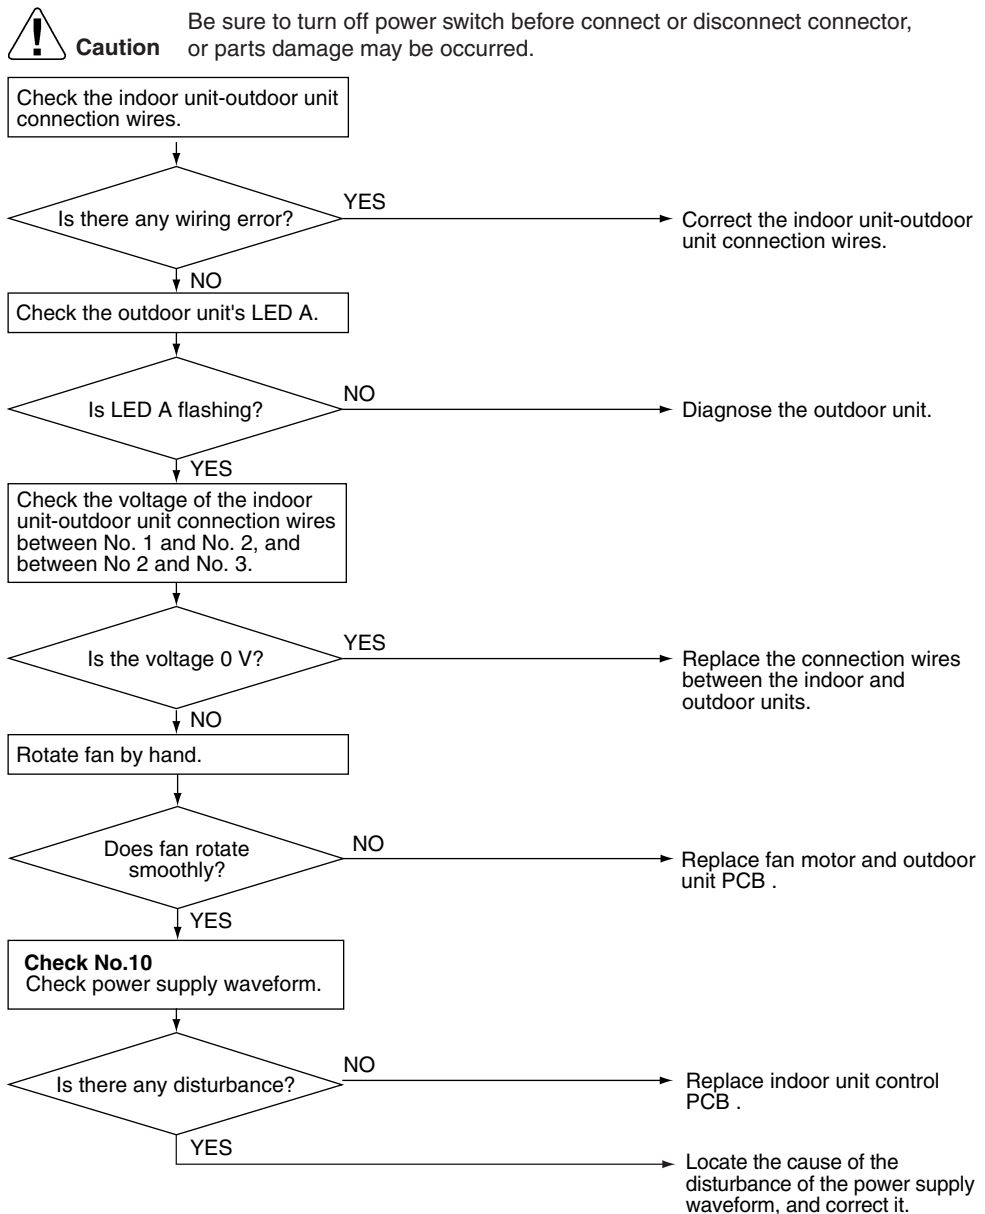 Be sure to turn off power switch before connect or disconnect connector,
Caution or parts damage may be occurred.
Check the indoor unit-outdoor unit
connection wires.
Is there any wiring error?
YES
Correct the indoor unit-outdoor
unit connection wires.
NO
Check the outdoor unit's LED A.
Is LED A flashing?
NO
Diagnose the outdoor unit.
YES
Check the voltage of the indoor
unit-outdoor unit connection wires
between No. 1 and No. 2, and
between No 2 and No. 3.
Is the voltage 0 V?
YES
Replace the connection wires
between the indoor and
outdoor units.
NO
Rotate fan by hand.
Does fan rotate
smoothly?
NO
Replace fan motor and outdoor
unit PCB .
YES
Check No.10
Check power supply waveform.
Is there any disturbance?
NO
Replace indoor unit control
PCB .
YES
Locate the cause of the
disturbance of the power supply
waveform, and correct it.